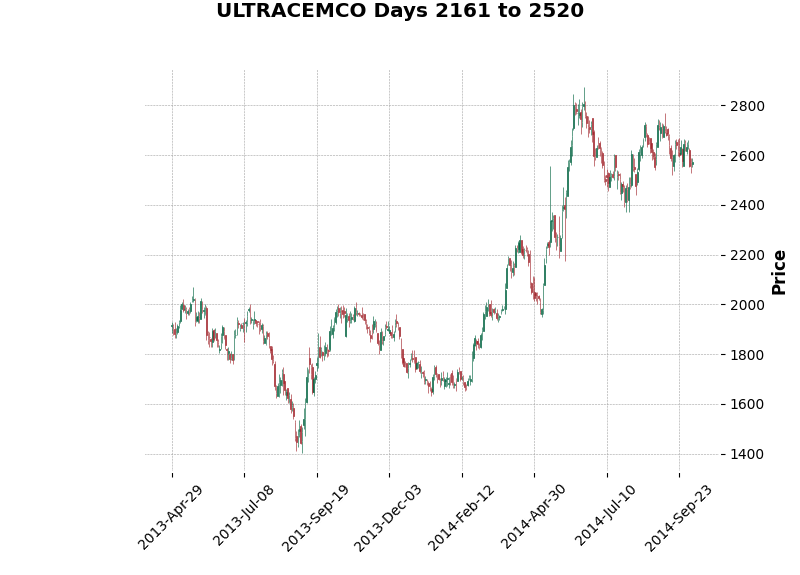 ULTRACEMCO Days 2161 to 2520
2800
2600
2400
2200
2000
1800
1600
1400
Price
2013-Apr-29
2013-Jul-08
2013-Sep-19
2013-Dec-03
2014-Feb-12
2014-Apr-30
2014-Jul-10
2014-Sep-23